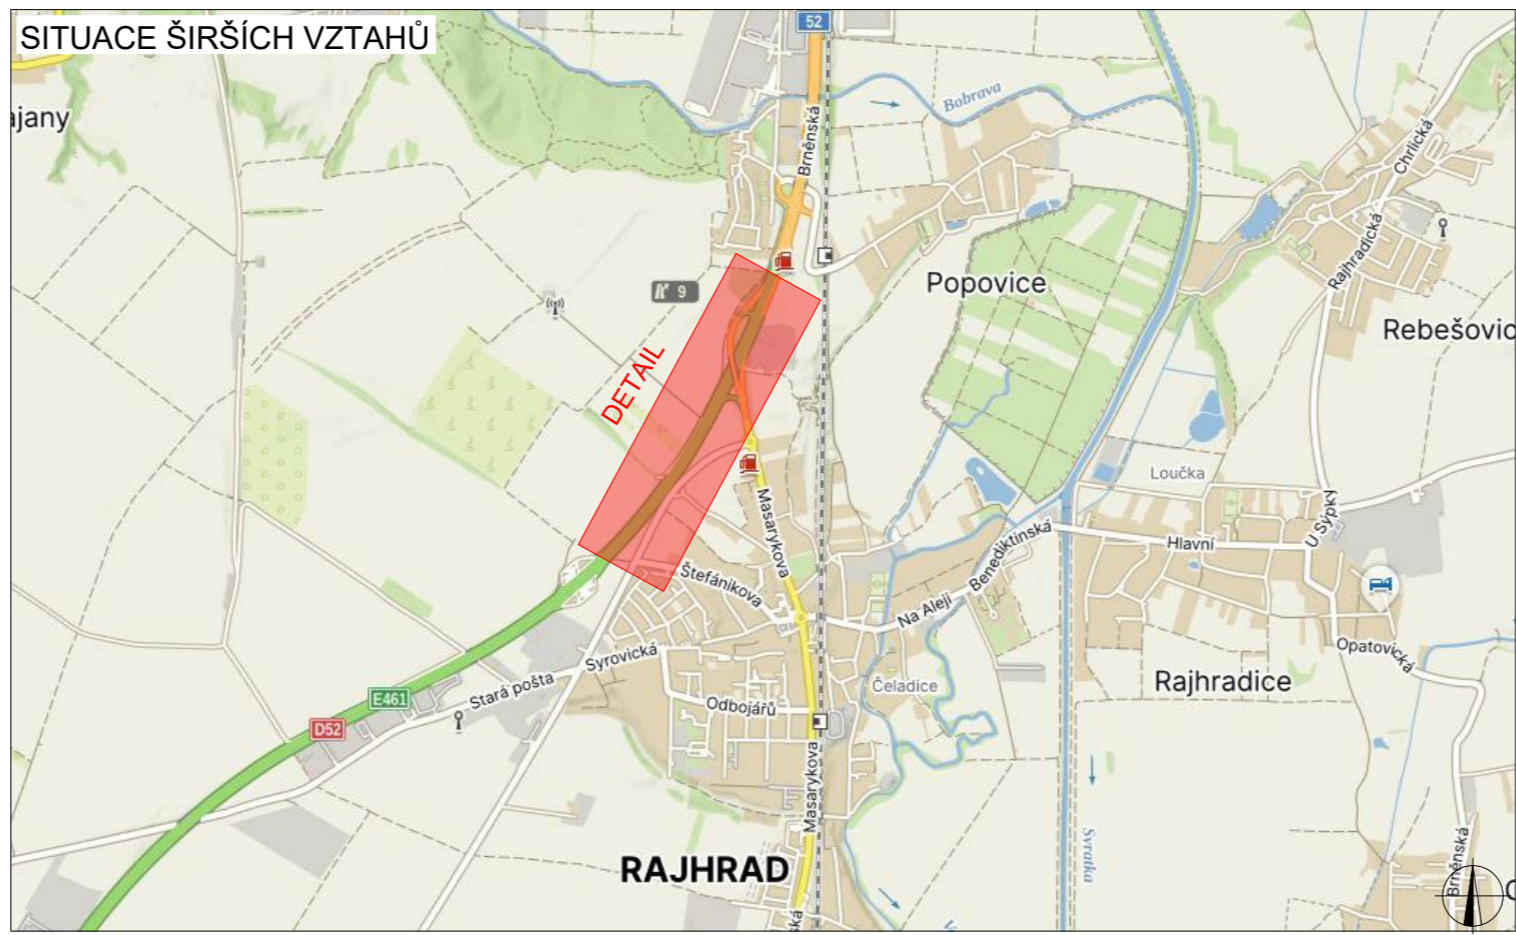 SITUACE ŠIRŠÍCH VZTAHŮ
52
Bobrava
ajany
Brněnská
Chrlická
Rajhradická
Popovice
9
Rebešovic
DETAIL
Loučka
Masarykova
U Sýpky
Benediktinská
Hlavní
Štefánikova
Na Aleji
Opatovická
Syrovická
Čeladice
Rajhradice
Stará pošta
E461
Odbojářů
D52
Masarykova
Svratka
RAJHRAD
Brněnská
ská